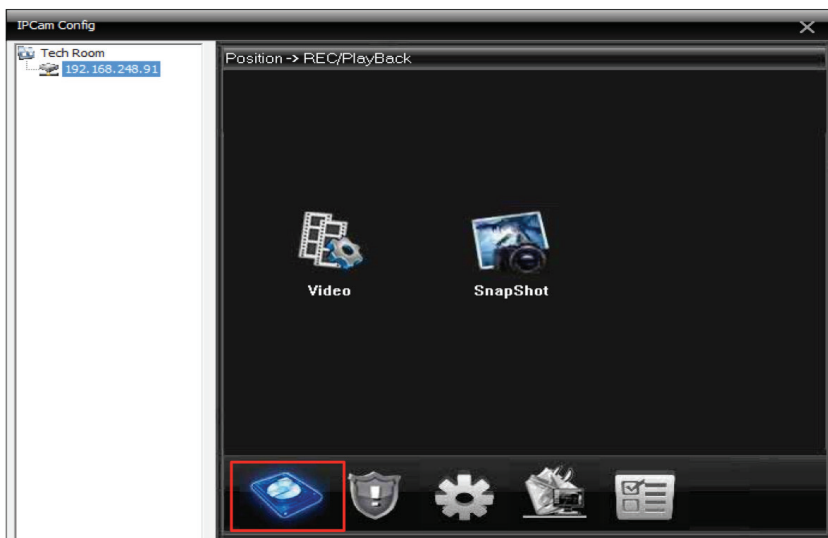 IPCam Config
Tech Room
192.168.248.91
Position -> REC/PlayBack
Video
SnapShot